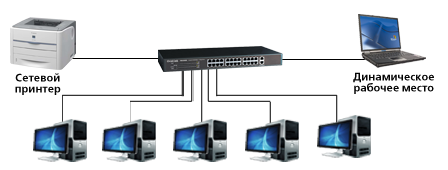 Сетевой
принтер
Динамическое
рабочее место